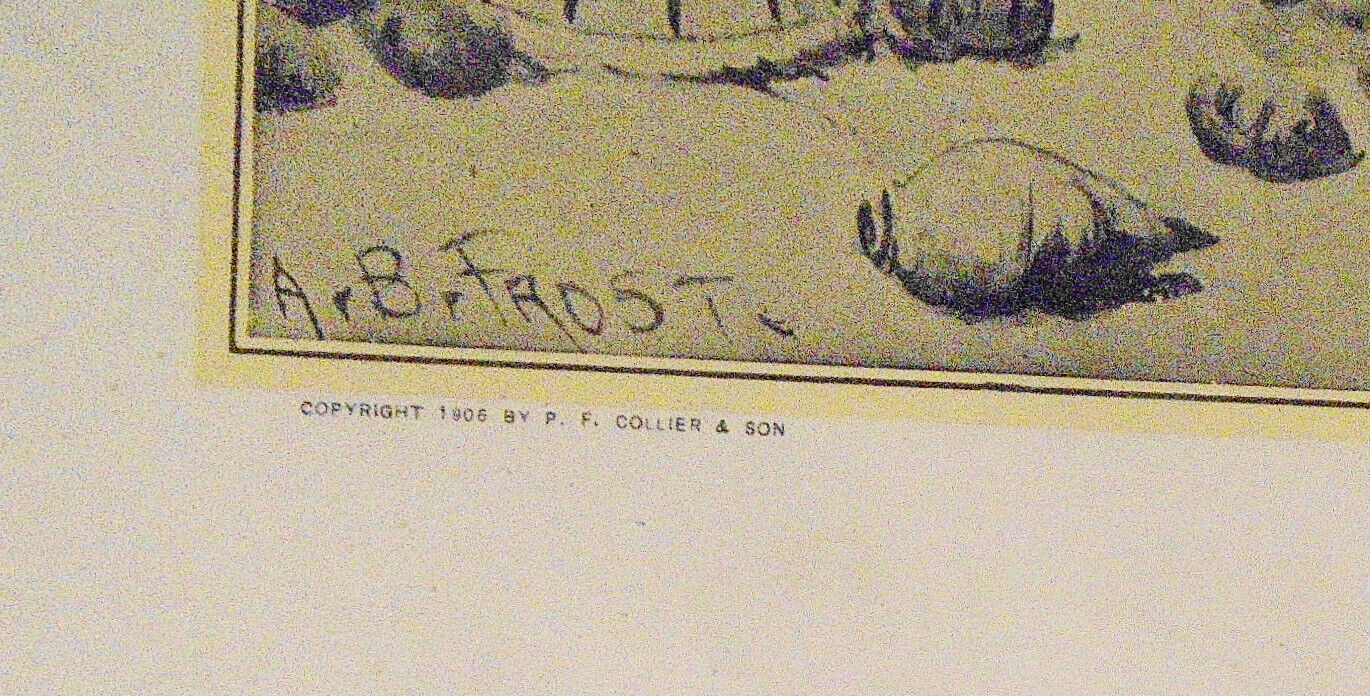 A. B. FROST.
COPYRIGHT 1906 BY P. F. COLLIER & SON